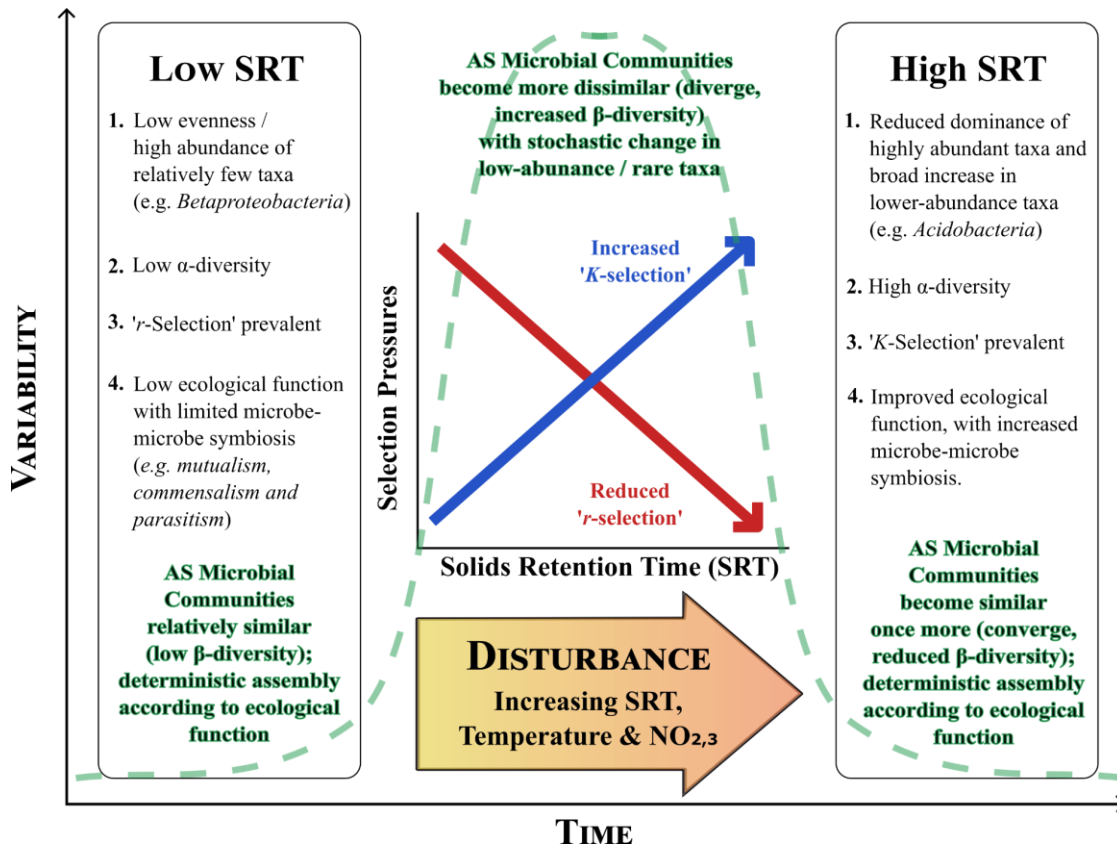 VARIABILITY
Low SRT
1. Low evenness /
high abundance of
relatively few taxa
(e.g. Betaproteobacteria)
2. Low α-diversity
3. 'r-Selection' prevalent
4. Low ecological function
with limited microbe-
microbe symbiosis
(e.g. mutualism,
commensalism and
parasitism)
AS Microbial
Communities
relatively similar
(low β-diversity);
deterministic assembly
according to ecological
function
AS Microbial Communities
become more dissimilar (diverge,
increased β-diversity)
with stochastic change in
low-abunance / rare taxa
Selection Pressures
Increased
'K-selection'
Reduced
'r-selection'
Solids Retention Time (SRT)
DISTURBANCE
Increasing SRT,
Temperature & NO₂,₃
High SRT
1. Reduced dominance of
highly abundant taxa and
broad increase in
lower-abundance taxa
(e.g. Acidobacteria)
2. High α-diversity
3. 'K-Selection' prevalent
4. Improved ecological
function, with increased
microbe-microbe
symbiosis.
AS Microbial
Communities
become similar
once more (converge,
reduced β-diversity);
deterministic assembly
according to ecological
function
TIME